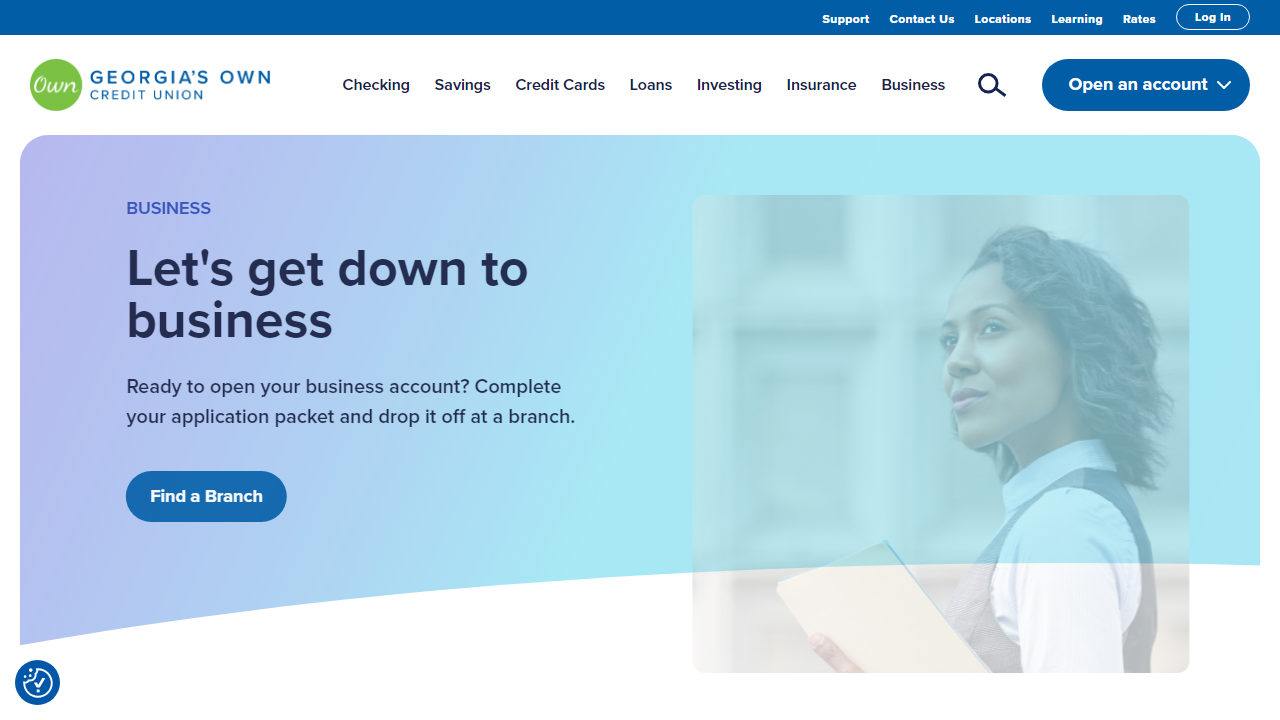 Support Contact Us Locations Learning Rates Log In
Own GEORGIA'S OWN
CREDIT UNION
Checking Savings Credit Cards Loans Investing Insurance Business Open an account
BUSINESS
Let's get down to
business
Ready to open your business account? Complete
your application packet and drop it off at a branch.
Find a Branch